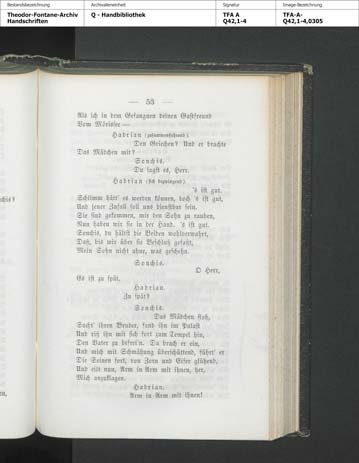 Bestandsbezeichnung
Archivalieneinheit
Signatur
Image-Bezeichnung
Theodor-Fontane-Archiv
Handschriften
Q - Handbibliothek
TFA A
Q42,1-4
TFA-A-
Q42,1-4,0305
— 53 —
Als ich in dem Gefangnen deinen Gastfreund
Vom Mörissee —
Hadrian (zusammenfahrend).
Den Griechen? Und er brachte
Das Mädchen mit?
Senchis.
Du sagst es, Herr.
Hadrian (sich bezwingend).
's ist gut.
Schlimm hätt' es werden können, doch 's ist gut,
Und jener Zufall soll uns dienstbar sein.
Sie sind gekommen, mir den Sohn zu rauben,
Nun haben wir sie in der Hand. 's ist gut.
Senchis, du hältst die Beiden wohlverwahrt,
Daß, bis wir über sie Beschluß gefaßt,
Mein Sohn nicht ahne, was geschehn.
Senchis.
O Herr,
Es ist zu spät.
Hadrian.
Zu spät?
Senchis.
Das Mädchen floh,
Sucht' ihren Bruder, fand ihn im Palast
Und riß ihn mit sich fort zum Tempel hin,
Den Vater zu befrei'n. Da brach er ein,
Und mich mit Schmähung überschüttend, führt' er
Die Seinen fort, von Zorn und Eifer glühend,
Und eilt nun, Arm in Arm mit ihnen, her,
Mich anzuklagen.
Hadrian.
Arm in Arm mit ihnen!